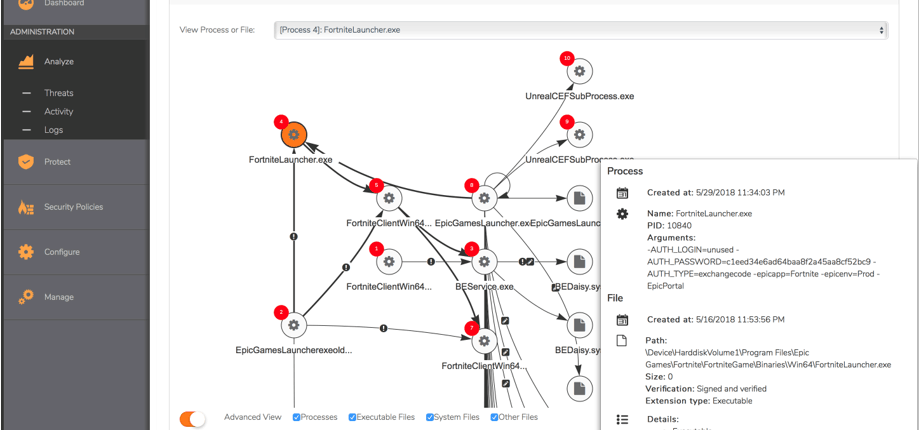 Dashboard
ADMINISTRATION
Analyze
Threats
Activity
Logs
Protect
Security Policies
Configure
Manage
View Process or File:
[Process 4]: FortniteLauncher.exe
10
UnrealCEFSubProcess.exe
4
9
FortniteLauncher.exe
UnrealCEFSubProcess.exe
5
8
FortniteClientWin64...
EpicGamesLauncher.exe
EpicGamesLaunc
1
3
FortniteClientWin64...
BEService.exe
BEDaisy.sy
2
7
EpicGamesLauncherexeold...
BEDaisy.sy
FortniteClientWin64...
Advanced View
Processes
Executable Files
System Files
Other Files
Process
Created at: 5/29/2018 11:34:03 PM
Name: FortniteLauncher.exe
PID: 10840
Arguments:
-AUTH_LOGIN=unused -
AUTH_PASSWORD=c1eed34e6ad64baa8f2a45aa8cf52bc9 -
AUTH_TYPE=exchangecode -epicapp=Fortnite -epicenv=Prod -
EpicPortal
File
Created at: 5/16/2018 11:53:56 PM
Path:
\Device\HarddiskVolume1\Program Files\Epic
Games\Fortnite\FortniteGame\Binaries\Win64\FortniteLauncher.exe
Size: 0
Verification: Signed and verified
Extension type: Executable
Details: